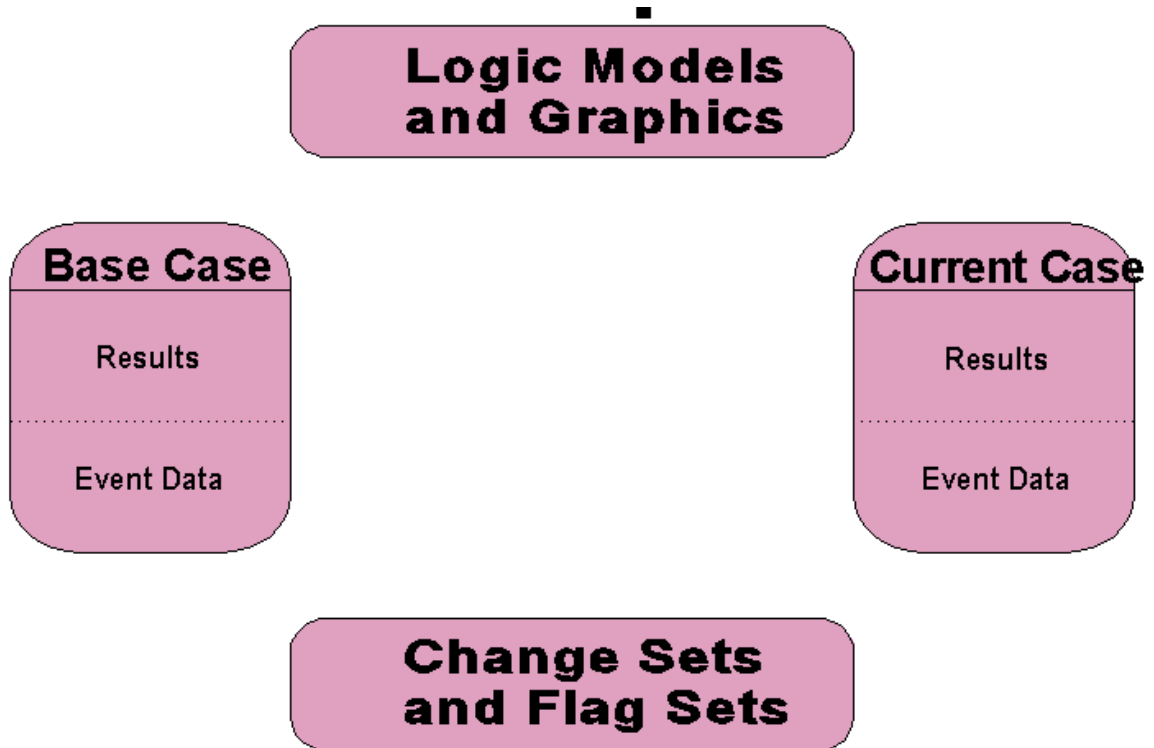 Logic Models
and Graphics
Base Case
Results
Event Data
Current Case
Results
Event Data
Change Sets
and Flag Sets